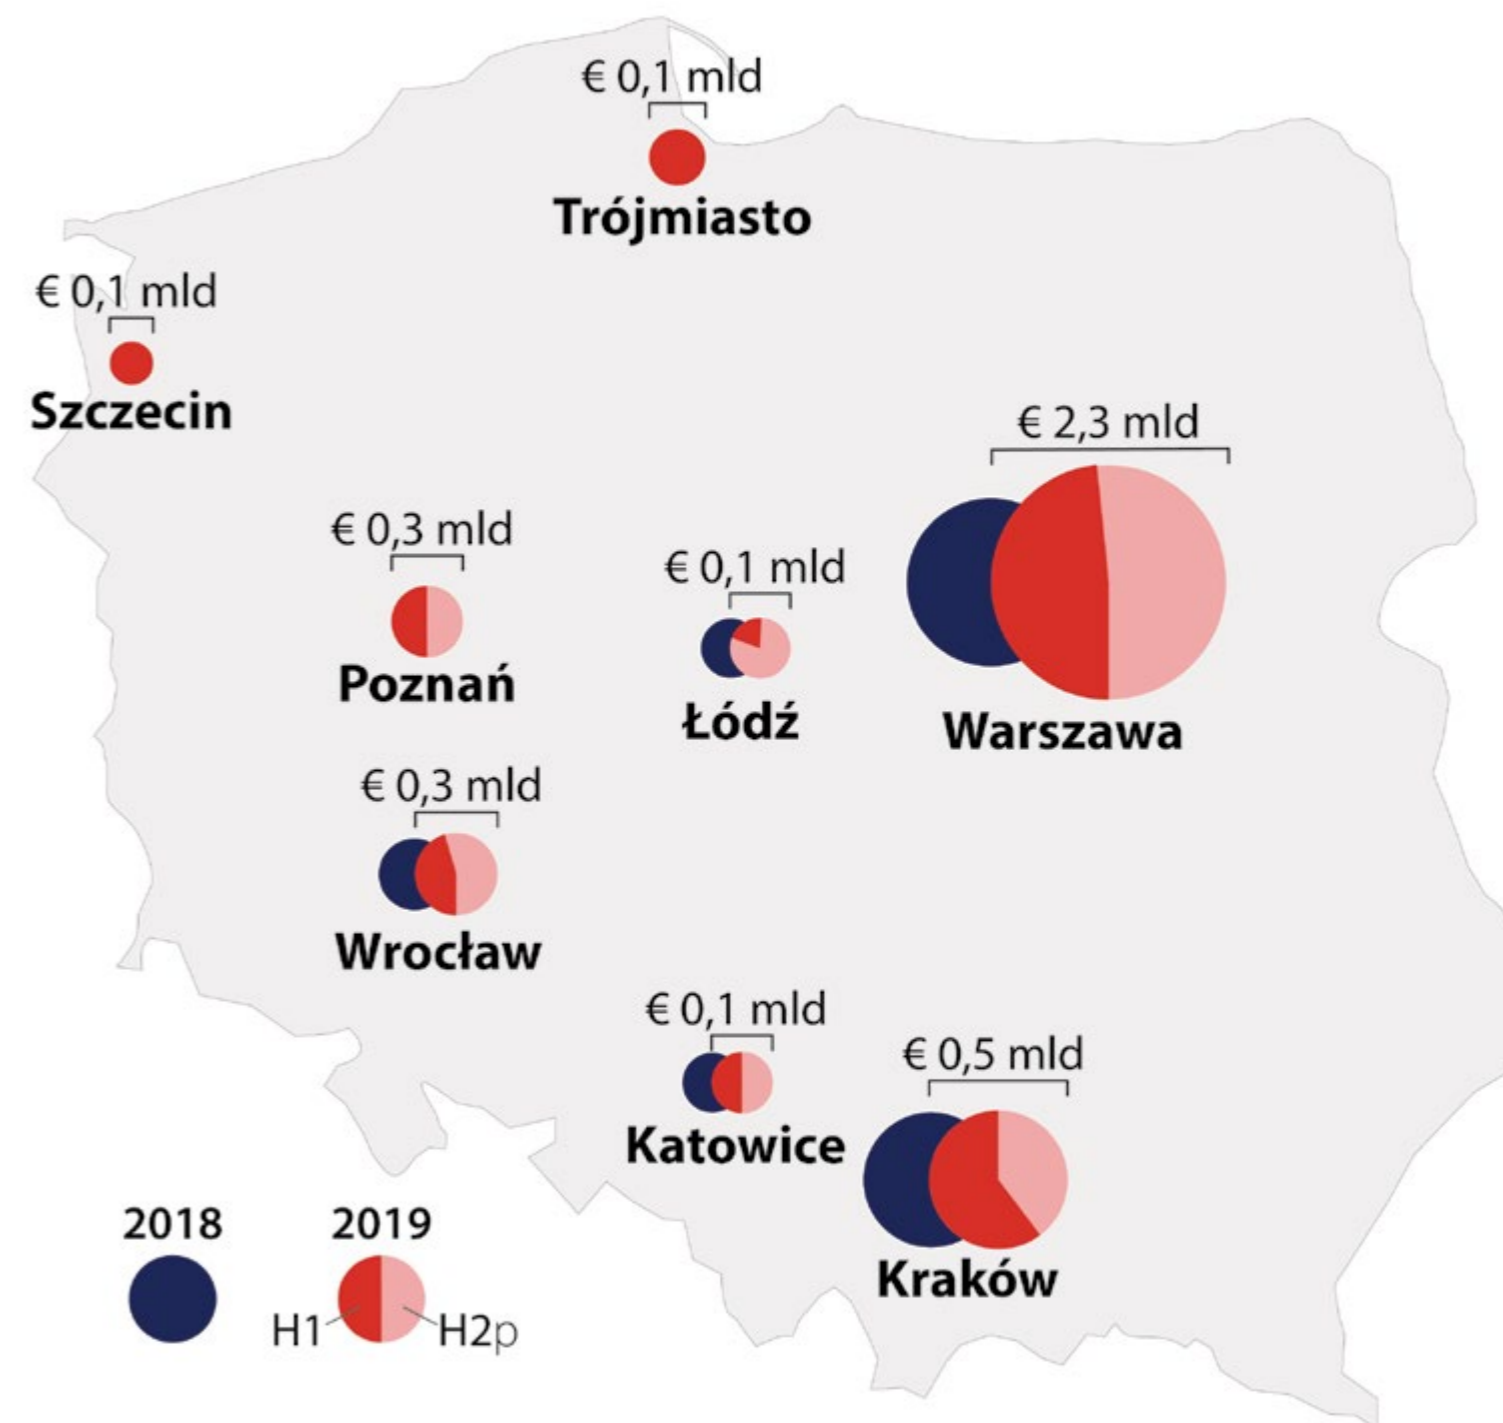 € 0,1 mld
Trójmiasto
€ 0,1 mld
Szczecin
€ 2,3 mld
Warszawa
€ 0,3 mld
Poznań
€ 0,1 mld
Łódź
€ 0,3 mld
Wrocław
€ 0,1 mld
Katowice
€ 0,5 mld
Kraków
2018
2019
H1
H2p